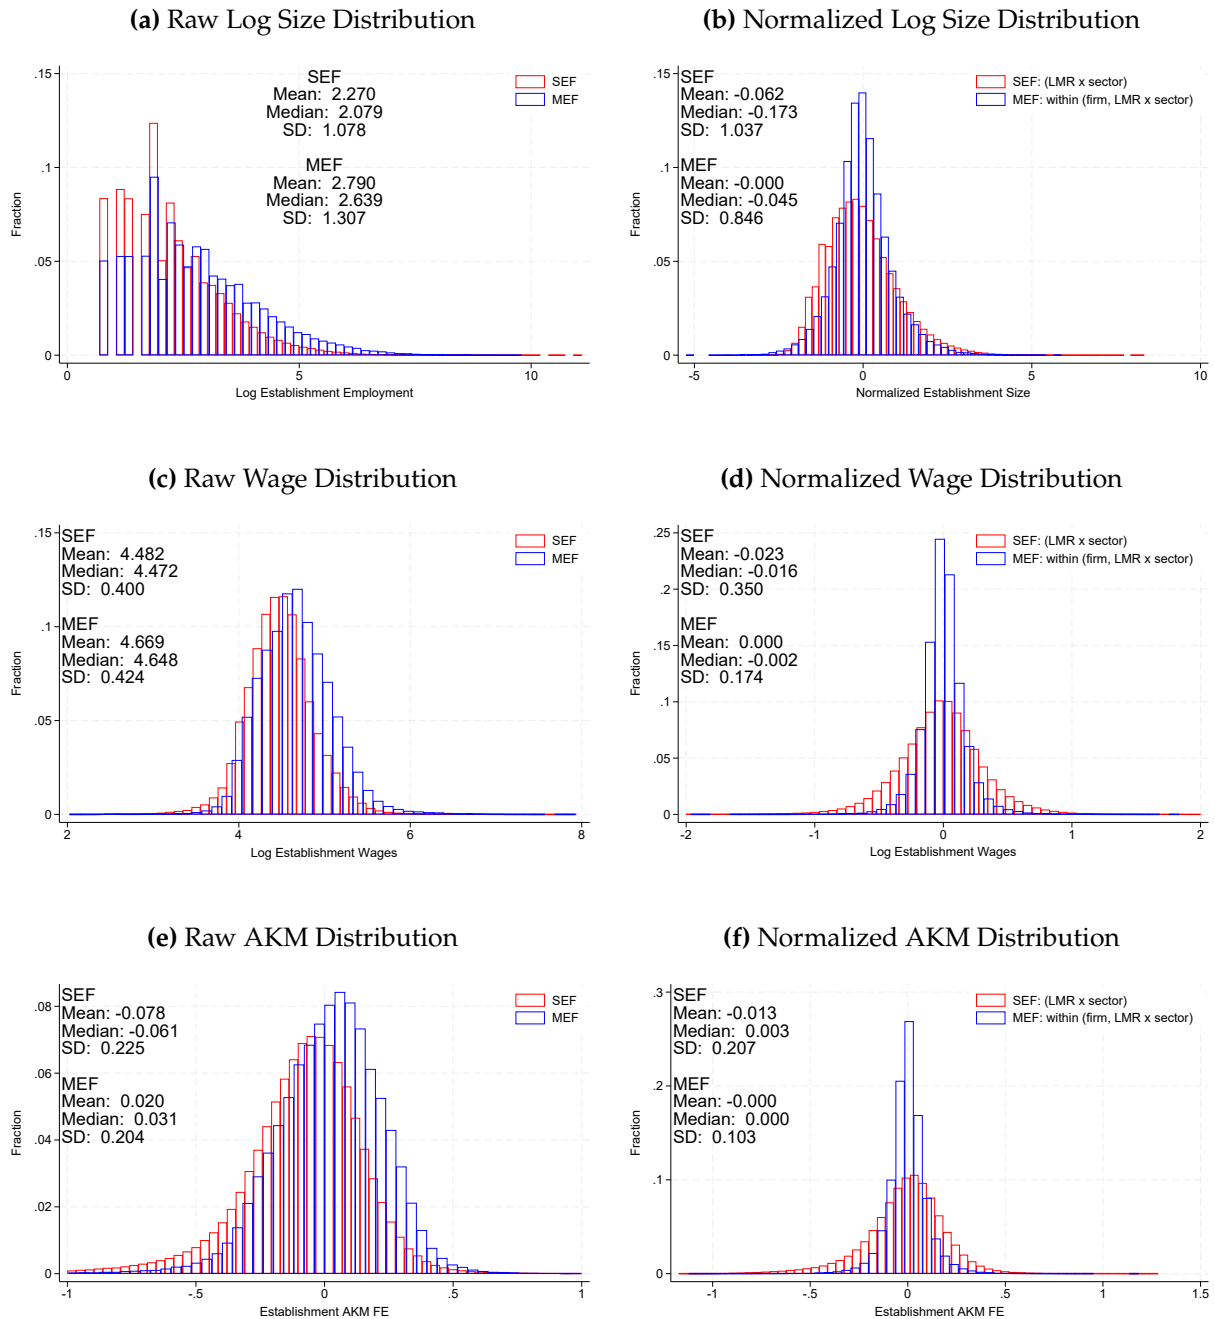 (a) Raw Log Size Distribution
SEF
Mean: 2.270
Median: 2.079
SD: 1.078
MEF
Mean: 2.790
Median: 2.639
SD: 1.307
SEF
MEF
.15
.1
.05
0
Fraction
0 5 10
Log Establishment Employment
(b) Normalized Log Size Distribution
SEF
Mean: -0.062
Median: -0.173
SD: 1.037
MEF
Mean: -0.000
Median: -0.045
SD: 0.846
SEF: (LMR x sector)
MEF: within (firm, LMR x sector)
.15
.1
.05
0
Fraction
-5 0 5 10
Normalized Establishment Size
(c) Raw Wage Distribution
SEF
Mean: 4.482
Median: 4.472
SD: 0.400
MEF
Mean: 4.669
Median: 4.648
SD: 0.424
SEF
MEF
.15
.1
.05
0
Fraction
2 4 6 8
Log Establishment Wages
(d) Normalized Wage Distribution
SEF
Mean: -0.023
Median: -0.016
SD: 0.350
MEF
Mean: 0.000
Median: -0.002
SD: 0.174
SEF: (LMR x sector)
MEF: within (firm, LMR x sector)
.25
.2
.15
.1
.05
0
Fraction
-2 -1 0 1 2
Log Establishment Wages
(e) Raw AKM Distribution
SEF
Mean: -0.078
Median: -0.061
SD: 0.225
MEF
Mean: 0.020
Median: 0.031
SD: 0.204
SEF
MEF
.08
.06
.04
.02
0
Fraction
-1 -.5 0 .5 1
Establishment AKM FE
(f) Normalized AKM Distribution
SEF
Mean: -0.013
Median: 0.003
SD: 0.207
MEF
Mean: -0.000
Median: 0.000
SD: 0.103
SEF: (LMR x sector)
MEF: within (firm, LMR x sector)
.3
.2
.1
0
Fraction
-1 -.5 0 .5 1 1.5
Establishment AKM FE